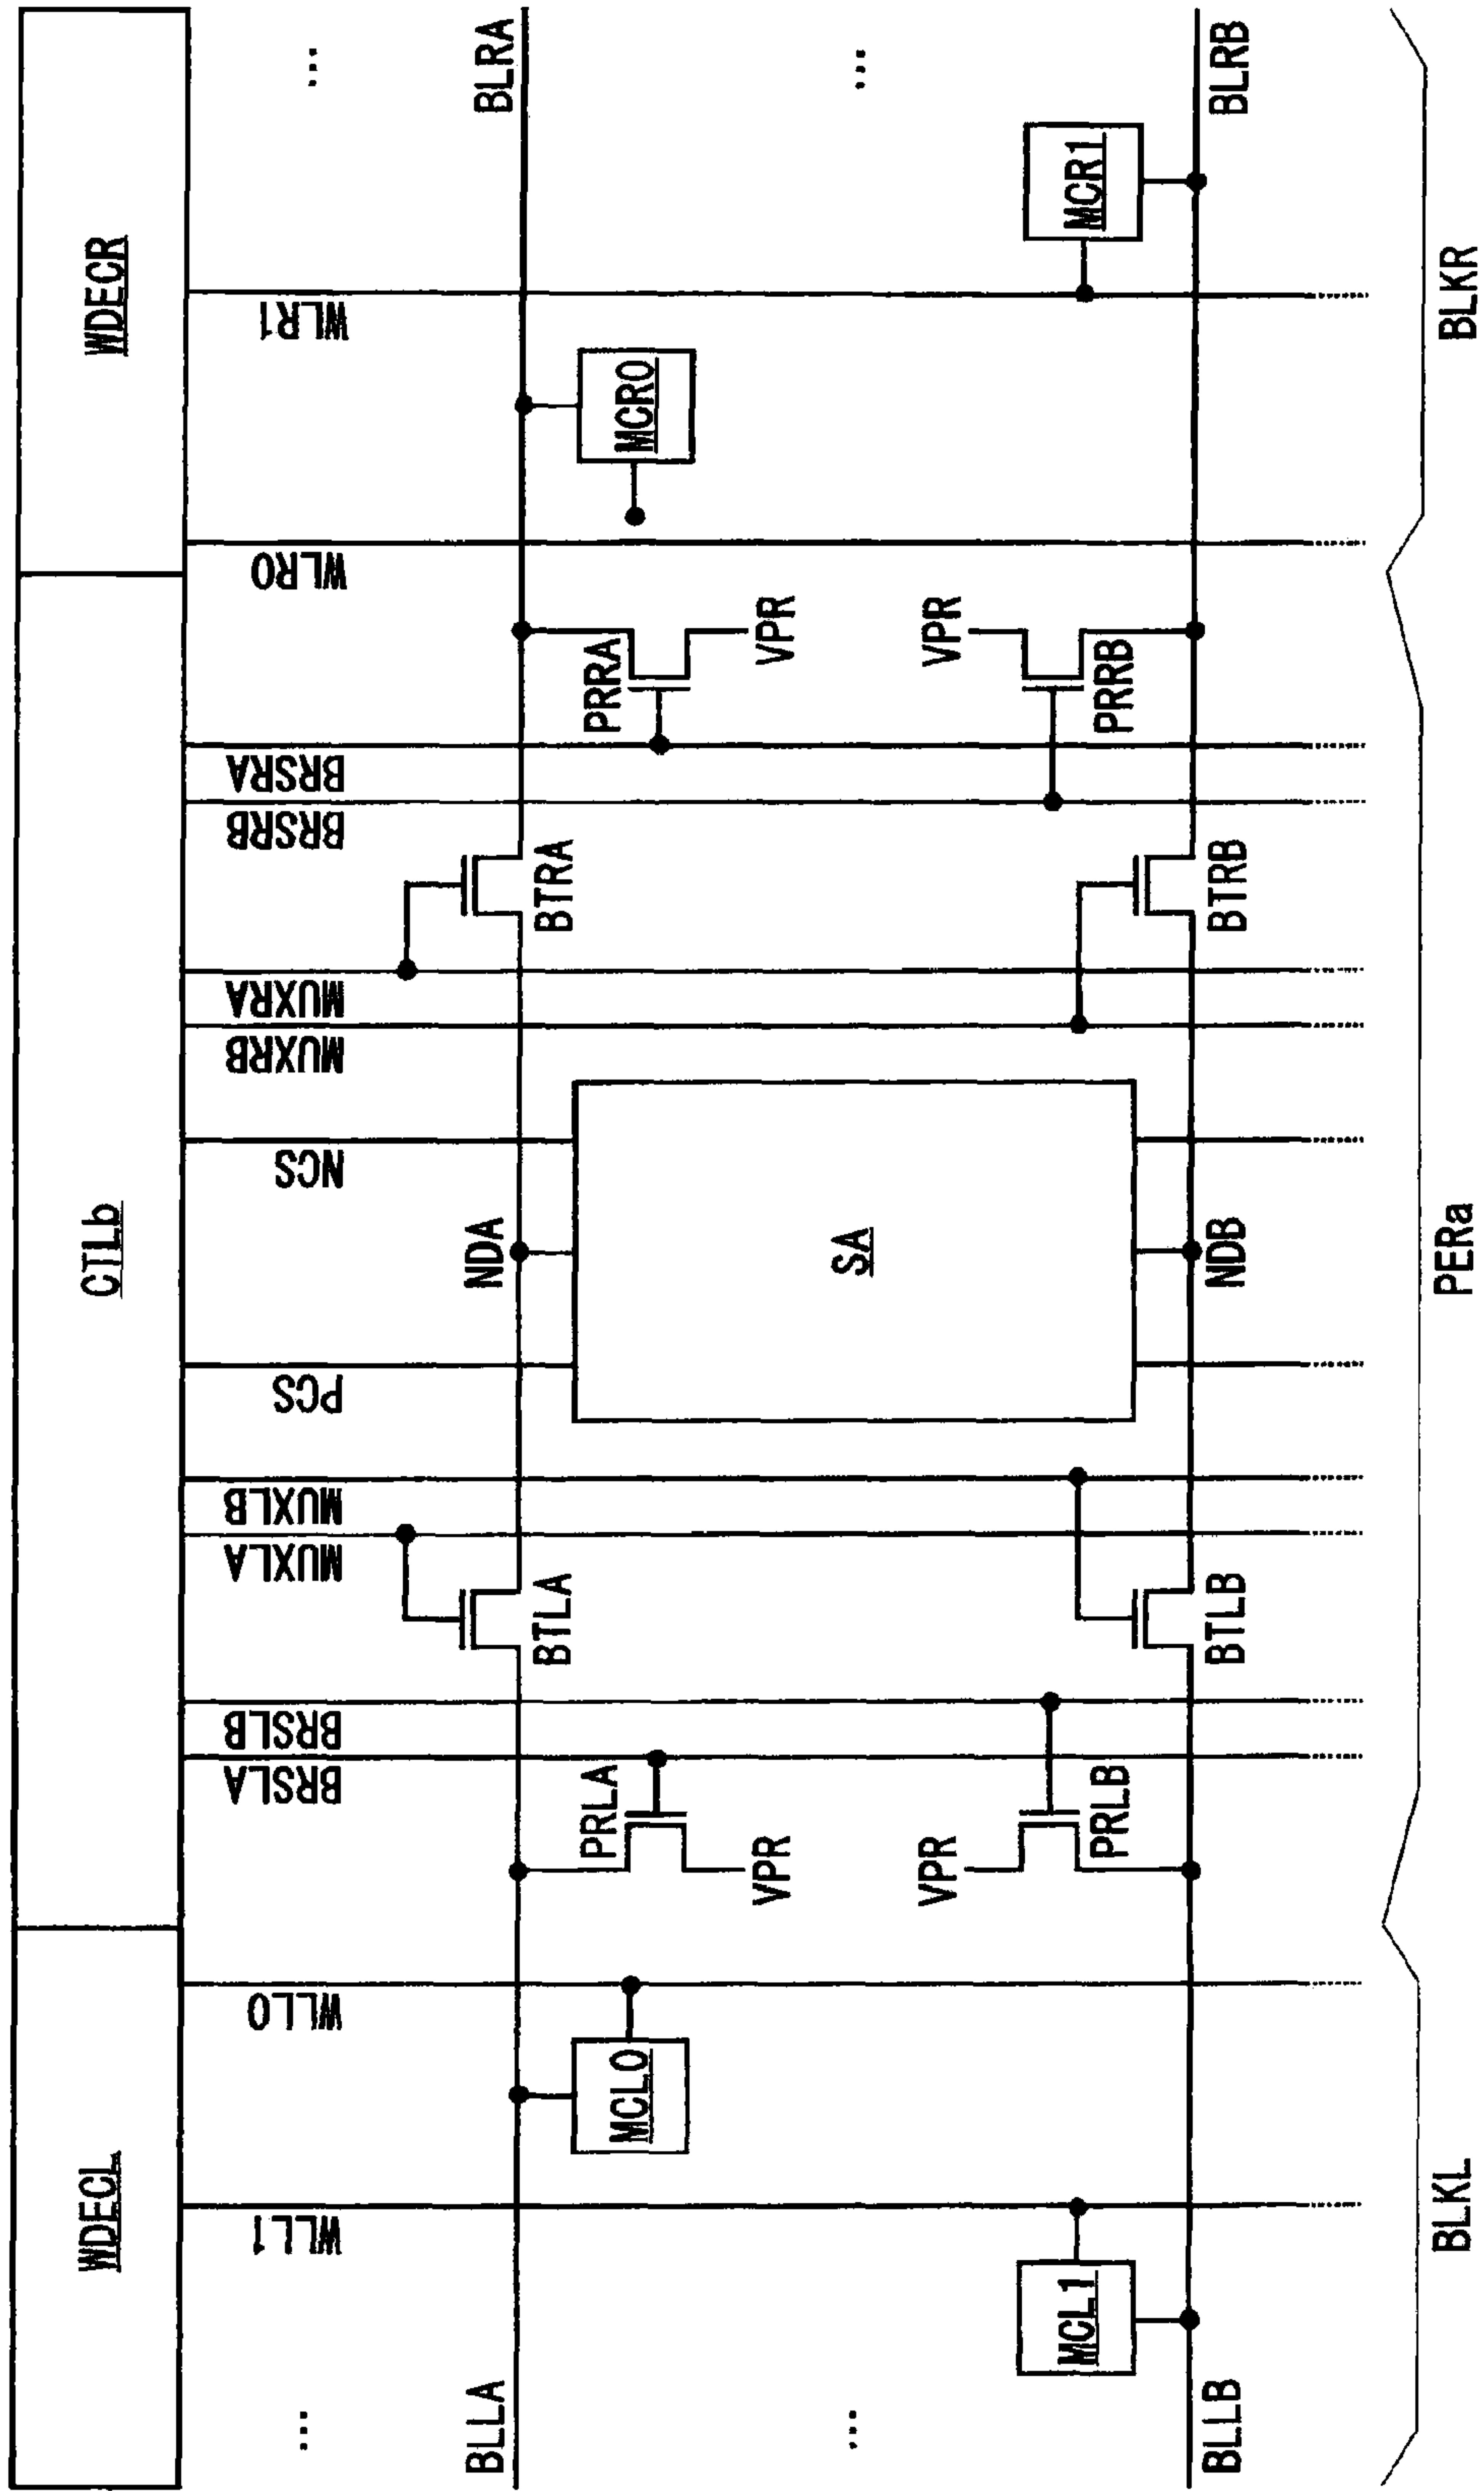 WDECL
CTLb
WDECR
WLL1
WLL0
BRSLA
BRSLB
MUXLA
MUXLB
PCS
NCS
MUXRB
MUXRA
BRSRB
BRSRA
WLR0
WLR1
...
...
BLLA
BTLA
NDA
BTRA
BLRA
MCL0
PRLA
VPR
PRRA
VPR
MCR0
...
SA
...
MCL1
VPR
PRLB
VPR
PRRB
MCR1
BLLB
BTLB
NDB
BTRB
BLRB
BLKL
PERa
BLKR